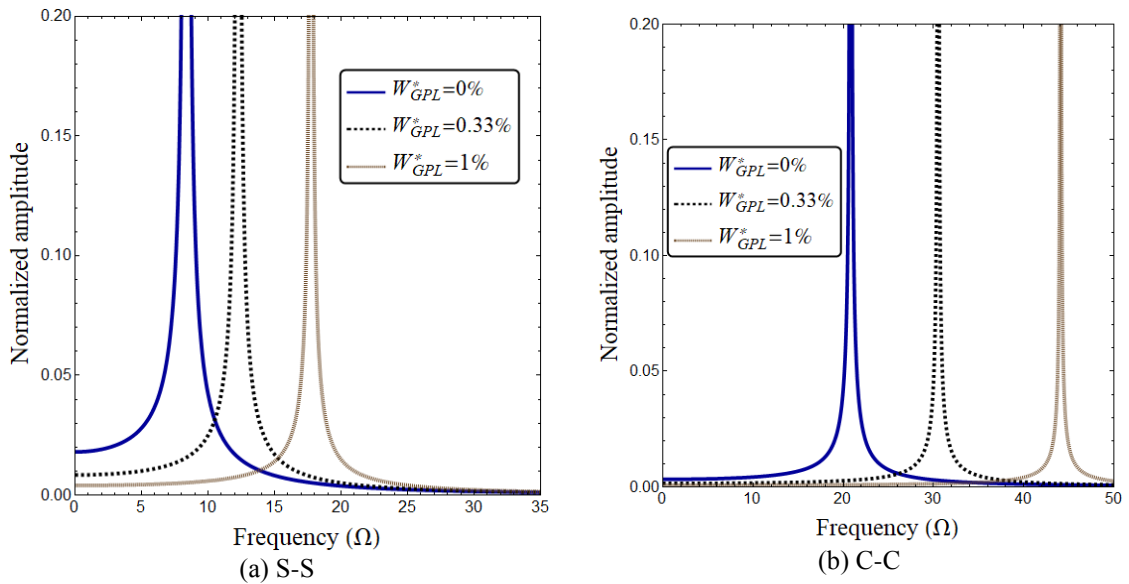 0.20
0.15
0.10
0.05
0.00
Normalized amplitude
W*GPL=0%
W*GPL=0.33%
W*GPL=1%
0 5 10 15 20 25 30 35
Frequency (Ω)
(a) S-S
0.20
0.15
0.10
0.05
0.00
Normalized amplitude
W*GPL=0%
W*GPL=0.33%
W*GPL=1%
0 10 20 30 40 50
Frequency (Ω)
(b) C-C